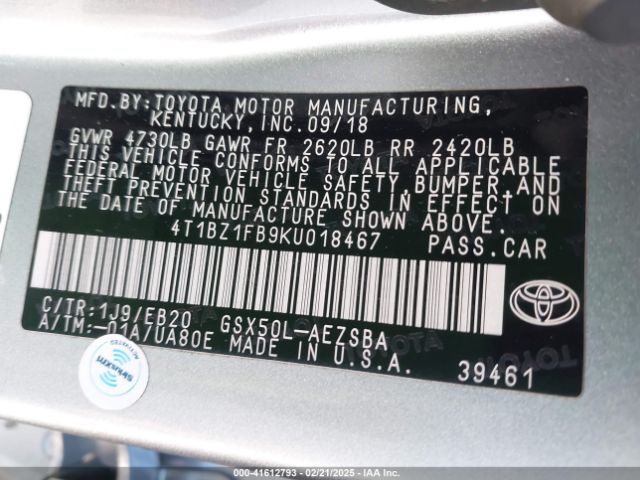 MFD.BY:TOYOTA MOTOR MANUFACTURING,
KENTUCKY,INC.09/18
GVWR 4730LB GAWR FR 2620LB RR 2420LB
THIS VEHICLE CONFORMS TO ALL APPLICABLE
FEDERAL MOTOR VEHICLE SAFETY,BUMPER,AND
THEFT PREVENTION STANDARDS IN EFFECT ON
THE DATE OF MANUFACTURE SHOWN ABOVE.
4T1BZ1FB9KU018467 PASS.CAR
C/TR:1J9/EB20 GSX50L-AEZSBA
A/TM:-01A/UA80E MADE IN U.S.A.
39461
TOYOTA
TOYOTA
siriusxm
000-41612793 - 02/21/2025 - IAA Inc.